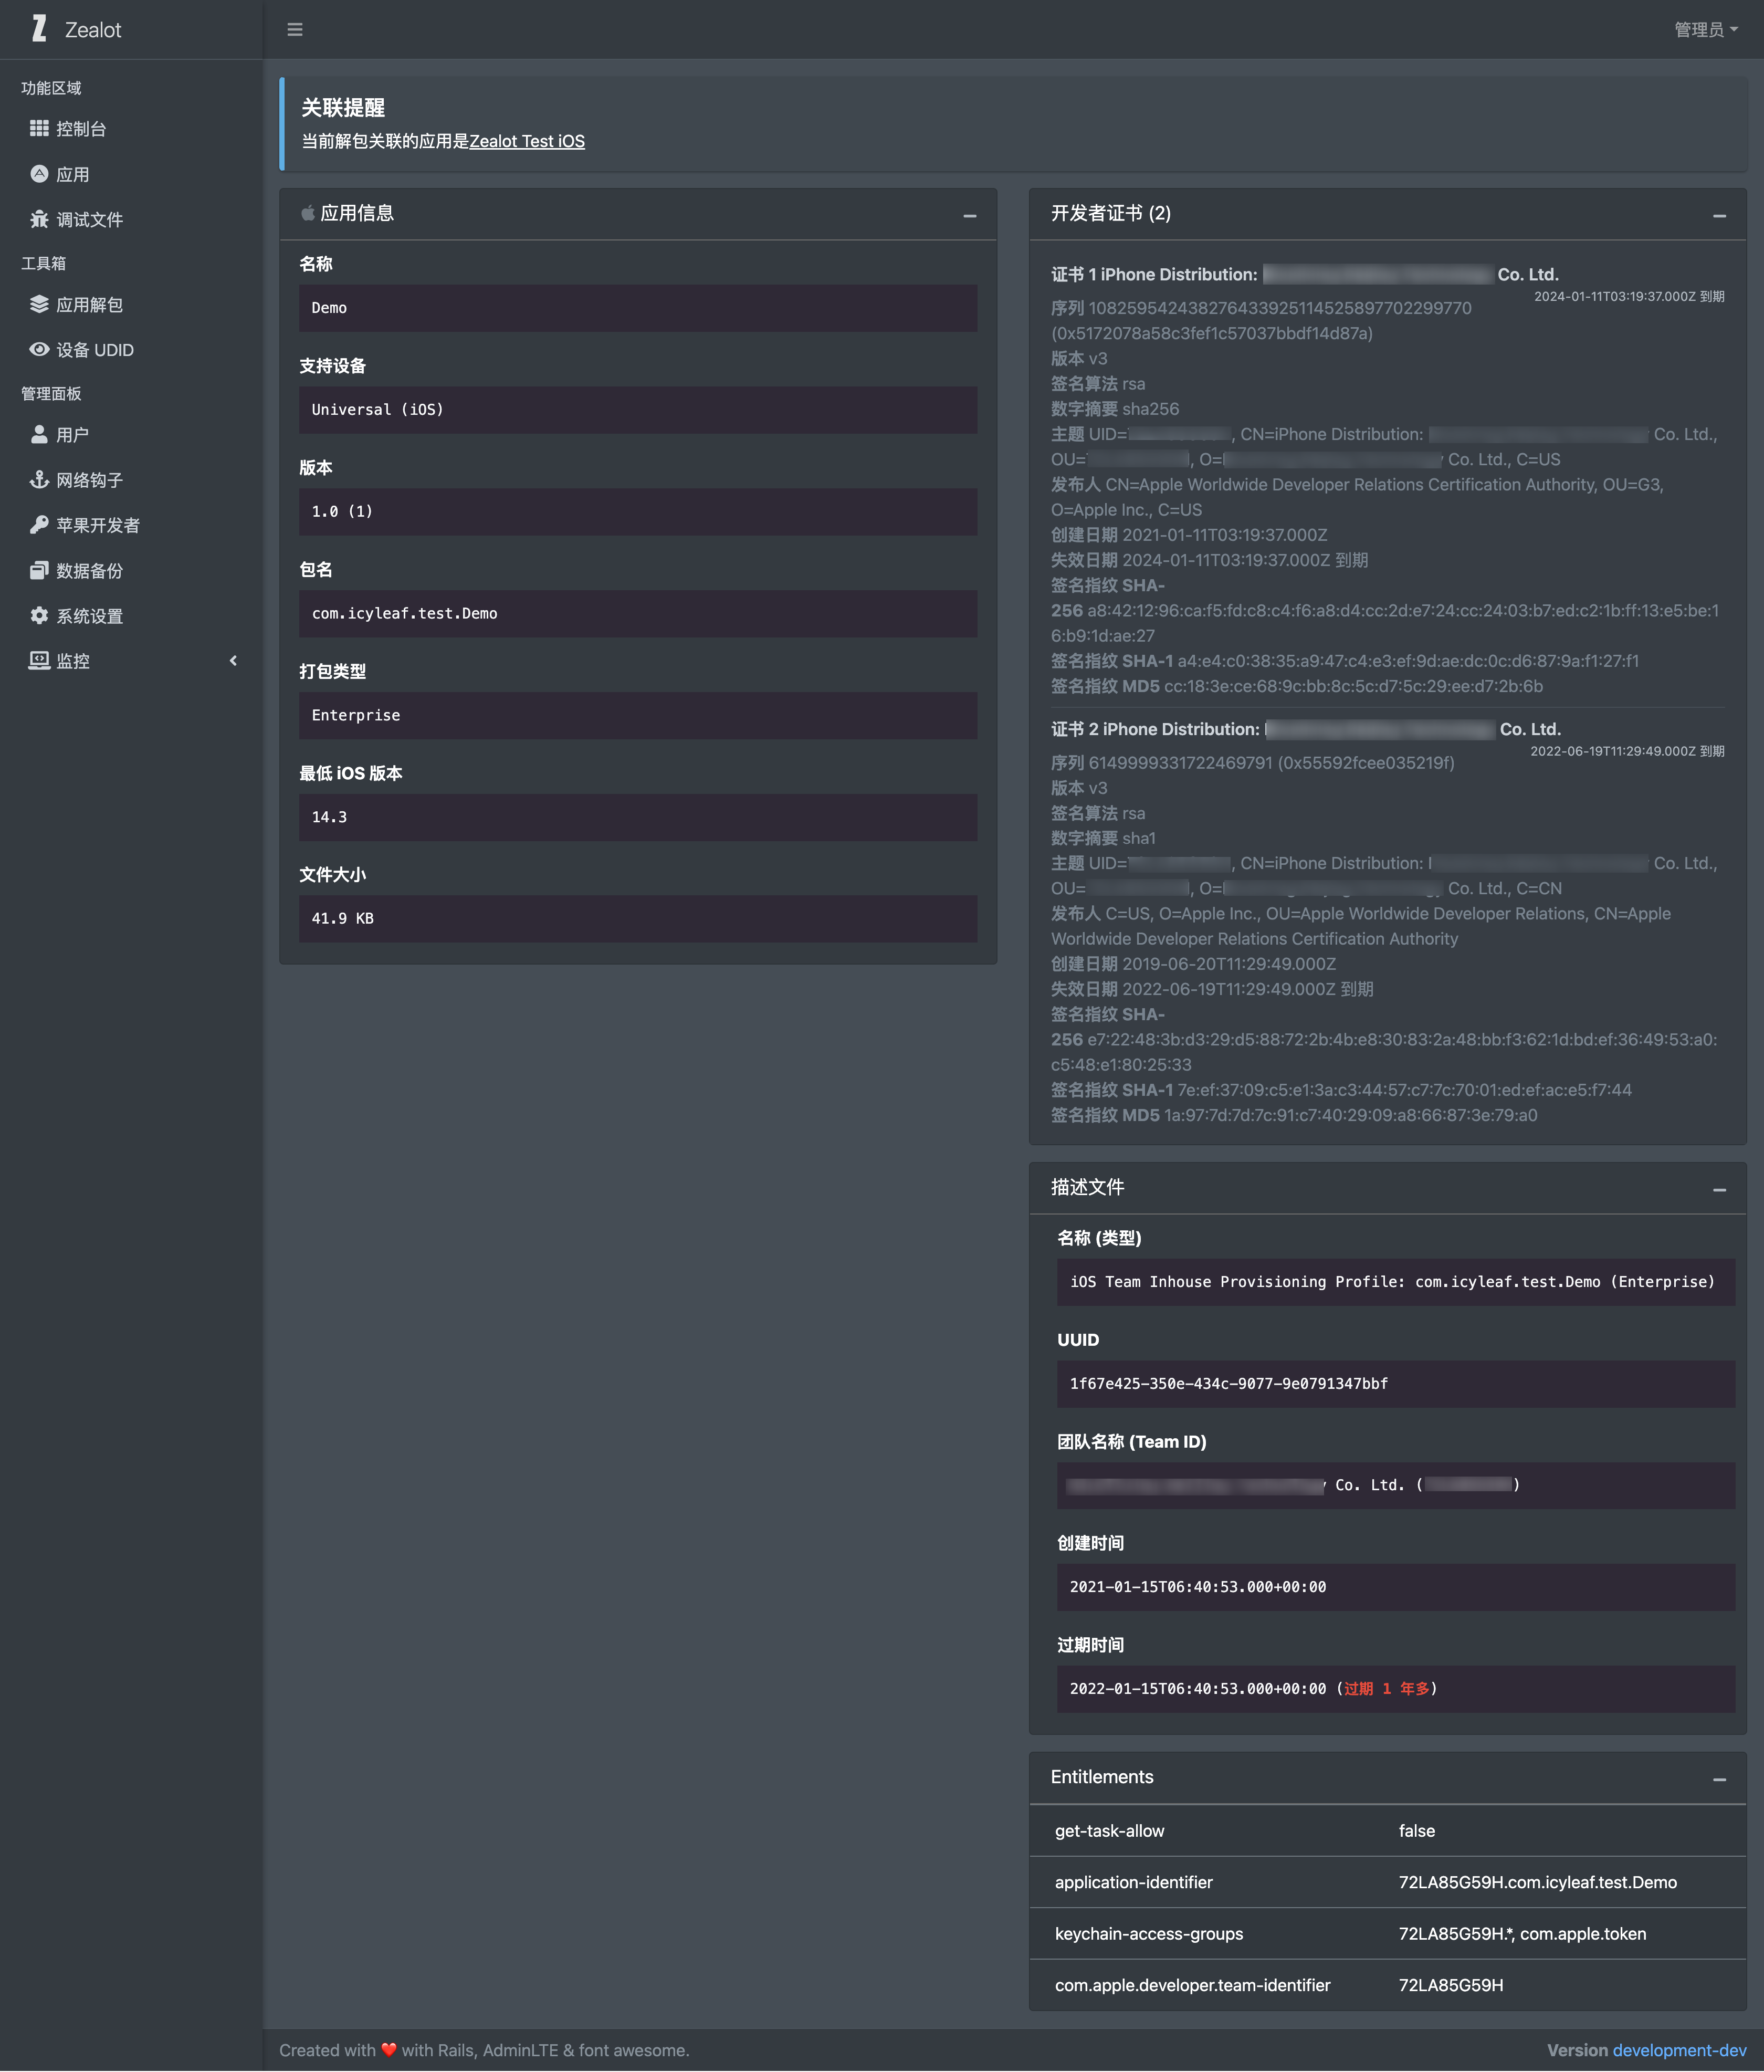 Zealot
管理员
功能区域
控制台
应用
调试文件
工具箱
应用解包
设备 UDID
管理面板
用户
网络钩子
苹果开发者
数据备份
系统设置
监控
关联提醒
当前解包关联的应用是Zealot Test iOS
应用信息
名称
Demo
支持设备
Universal (iOS)
版本
1.0 (1)
包名
com.icyleaf.test.Demo
打包类型
Enterprise
最低 iOS 版本
14.3
文件大小
41.9 KB
开发者证书 (2)
证书 1 iPhone Distribution: Co. Ltd.
2024-01-11T03:19:37.000Z 到期
序列 108259542438276433925114525897702299770
(0x5172078a58c3fef1c57037bbdf14d87a)
版本 v3
签名算法 rsa
数字摘要 sha256
主题 UID= , CN=iPhone Distribution: Co. Ltd.,
OU= , O= Co. Ltd., C=US
发布人 CN=Apple Worldwide Developer Relations Certification Authority, OU=G3,
O=Apple Inc., C=US
创建日期 2021-01-11T03:19:37.000Z
失效日期 2024-01-11T03:19:37.000Z 到期
签名指纹 SHA-
256 a8:42:12:96:ca:f5:fd:c8:c4:f6:a8:d4:cc:2d:e7:24:cc:24:03:b7:ed:c2:1b:ff:13:e5:be:1
6:b9:1d:ae:27
签名指纹 SHA-1 a4:e4:c0:38:35:a9:47:c4:e3:ef:9d:ae:dc:0c:d6:87:9a:f1:27:f1
签名指纹 MD5 cc:18:3e:ce:68:9c:bb:8c:5c:d7:5c:29:ee:d7:2b:6b
证书 2 iPhone Distribution: Co. Ltd.
2022-06-19T11:29:49.000Z 到期
序列 6149999331722469791 (0x55592fcee035219f)
版本 v3
签名算法 rsa
数字摘要 sha1
主题 UID= , CN=iPhone Distribution: Co. Ltd.,
OU= , O= Co. Ltd., C=CN
发布人 C=US, O=Apple Inc., OU=Apple Worldwide Developer Relations, CN=Apple
Worldwide Developer Relations Certification Authority
创建日期 2019-06-20T11:29:49.000Z
失效日期 2022-06-19T11:29:49.000Z 到期
签名指纹 SHA-
256 e7:22:48:3b:d3:29:d5:88:72:2b:4b:e8:30:83:2a:48:bb:f3:62:1d:bd:ef:36:49:53:a0:
c5:48:e1:80:25:33
签名指纹 SHA-1 7e:ef:37:09:c5:e1:3a:c3:44:57:c7:7c:70:01:ed:ef:ac:e5:f7:44
签名指纹 MD5 1a:97:7d:7d:7c:91:c7:40:29:09:a8:66:87:3e:79:a0
描述文件
名称 (类型)
iOS Team Inhouse Provisioning Profile: com.icyleaf.test.Demo (Enterprise)
UUID
1f67e425-350e-434c-9077-9e0791347bbf
团队名称 (Team ID)
Co. Ltd. ( )
创建时间
2021-01-15T06:40:53.000+00:00
过期时间
2022-01-15T06:40:53.000+00:00 (过期 1 年多)
Entitlements
get-task-allow false
application-identifier 72LA85G59H.com.icyleaf.test.Demo
keychain-access-groups 72LA85G59H.*, com.apple.token
com.apple.developer.team-identifier 72LA85G59H
Created with ❤️ with Rails, AdminLTE & font awesome.
Version development-dev